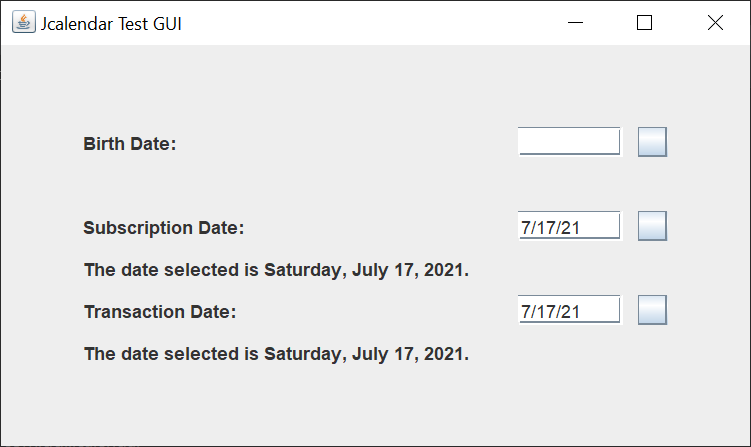 Jcalendar Test GUI
Birth Date:
Subscription Date: 7/17/21
The date selected is Saturday, July 17, 2021.
Transaction Date: 7/17/21
The date selected is Saturday, July 17, 2021.